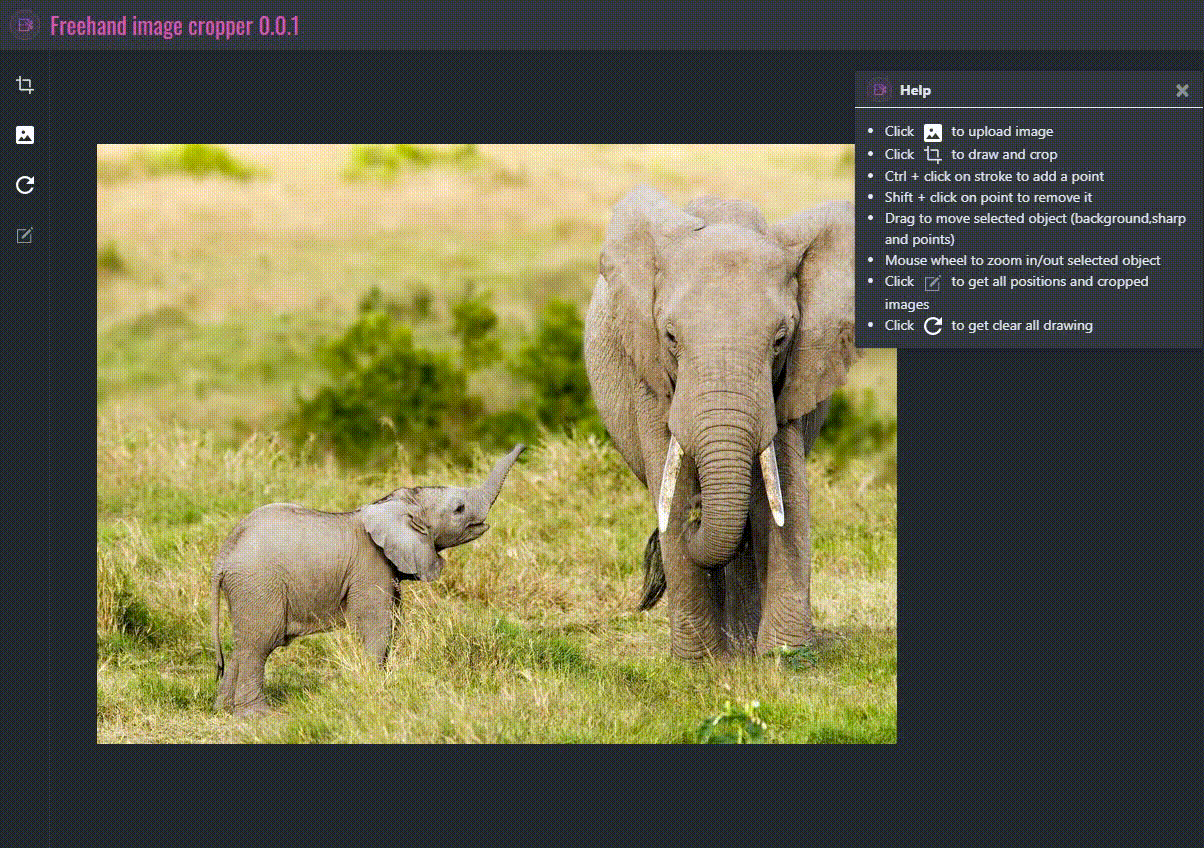 Freehand image cropper 0.0.1
Help
Click to upload image
Click to draw and crop
Ctrl + click on stroke to add a point
Shift + click on point to remove it
Drag to move selected object (background,sharp
and points)
Mouse wheel to zoom in/out selected object
Click to get all positions and cropped
images
Click to get clear all drawing